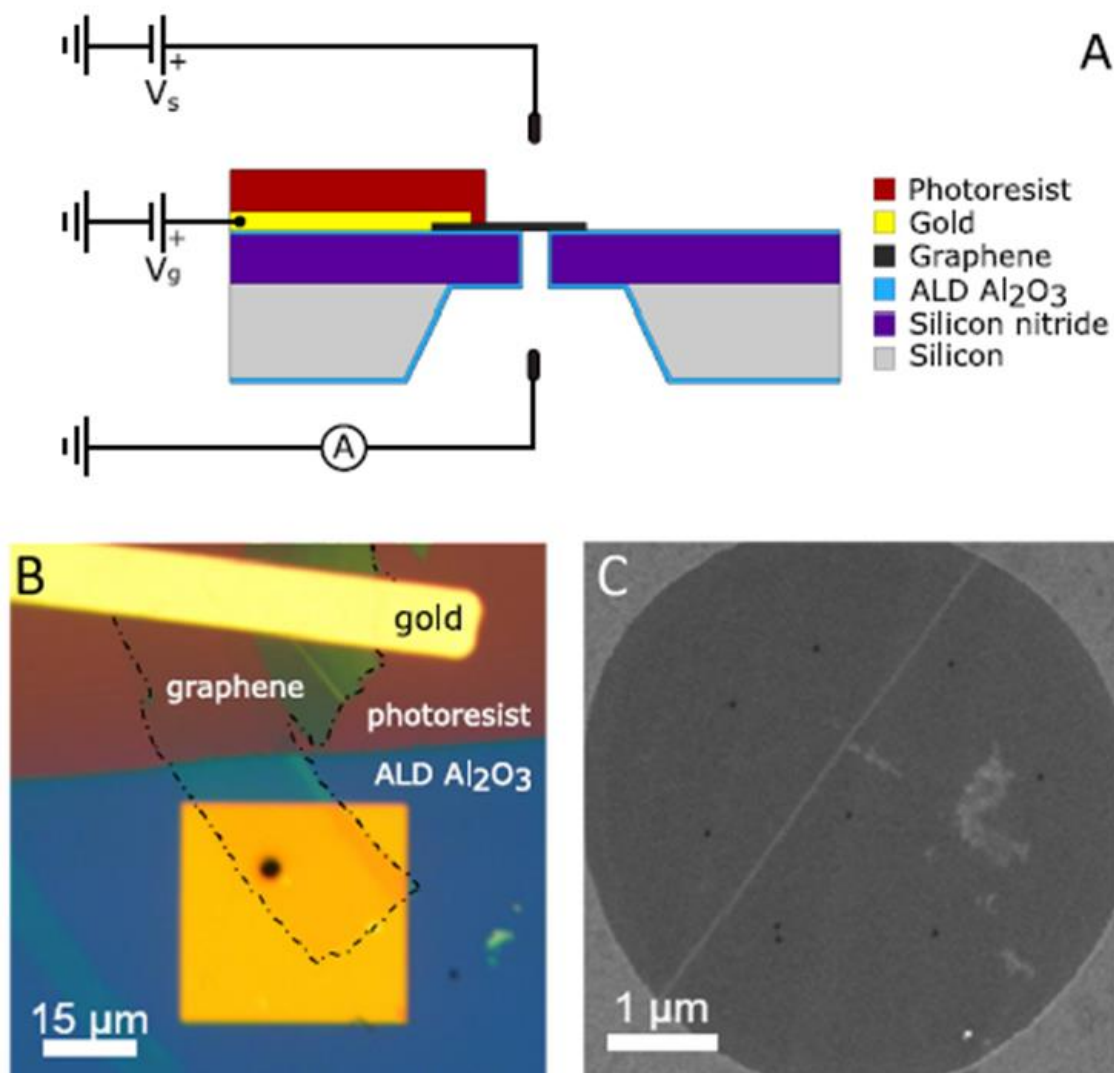 A
+
Vs
+
Vg
A
Photoresist
Gold
Graphene
ALD Al2O3
Silicon nitride
Silicon
B
gold
graphene
photoresist
ALD Al2O3
15 µm
C
1 µm